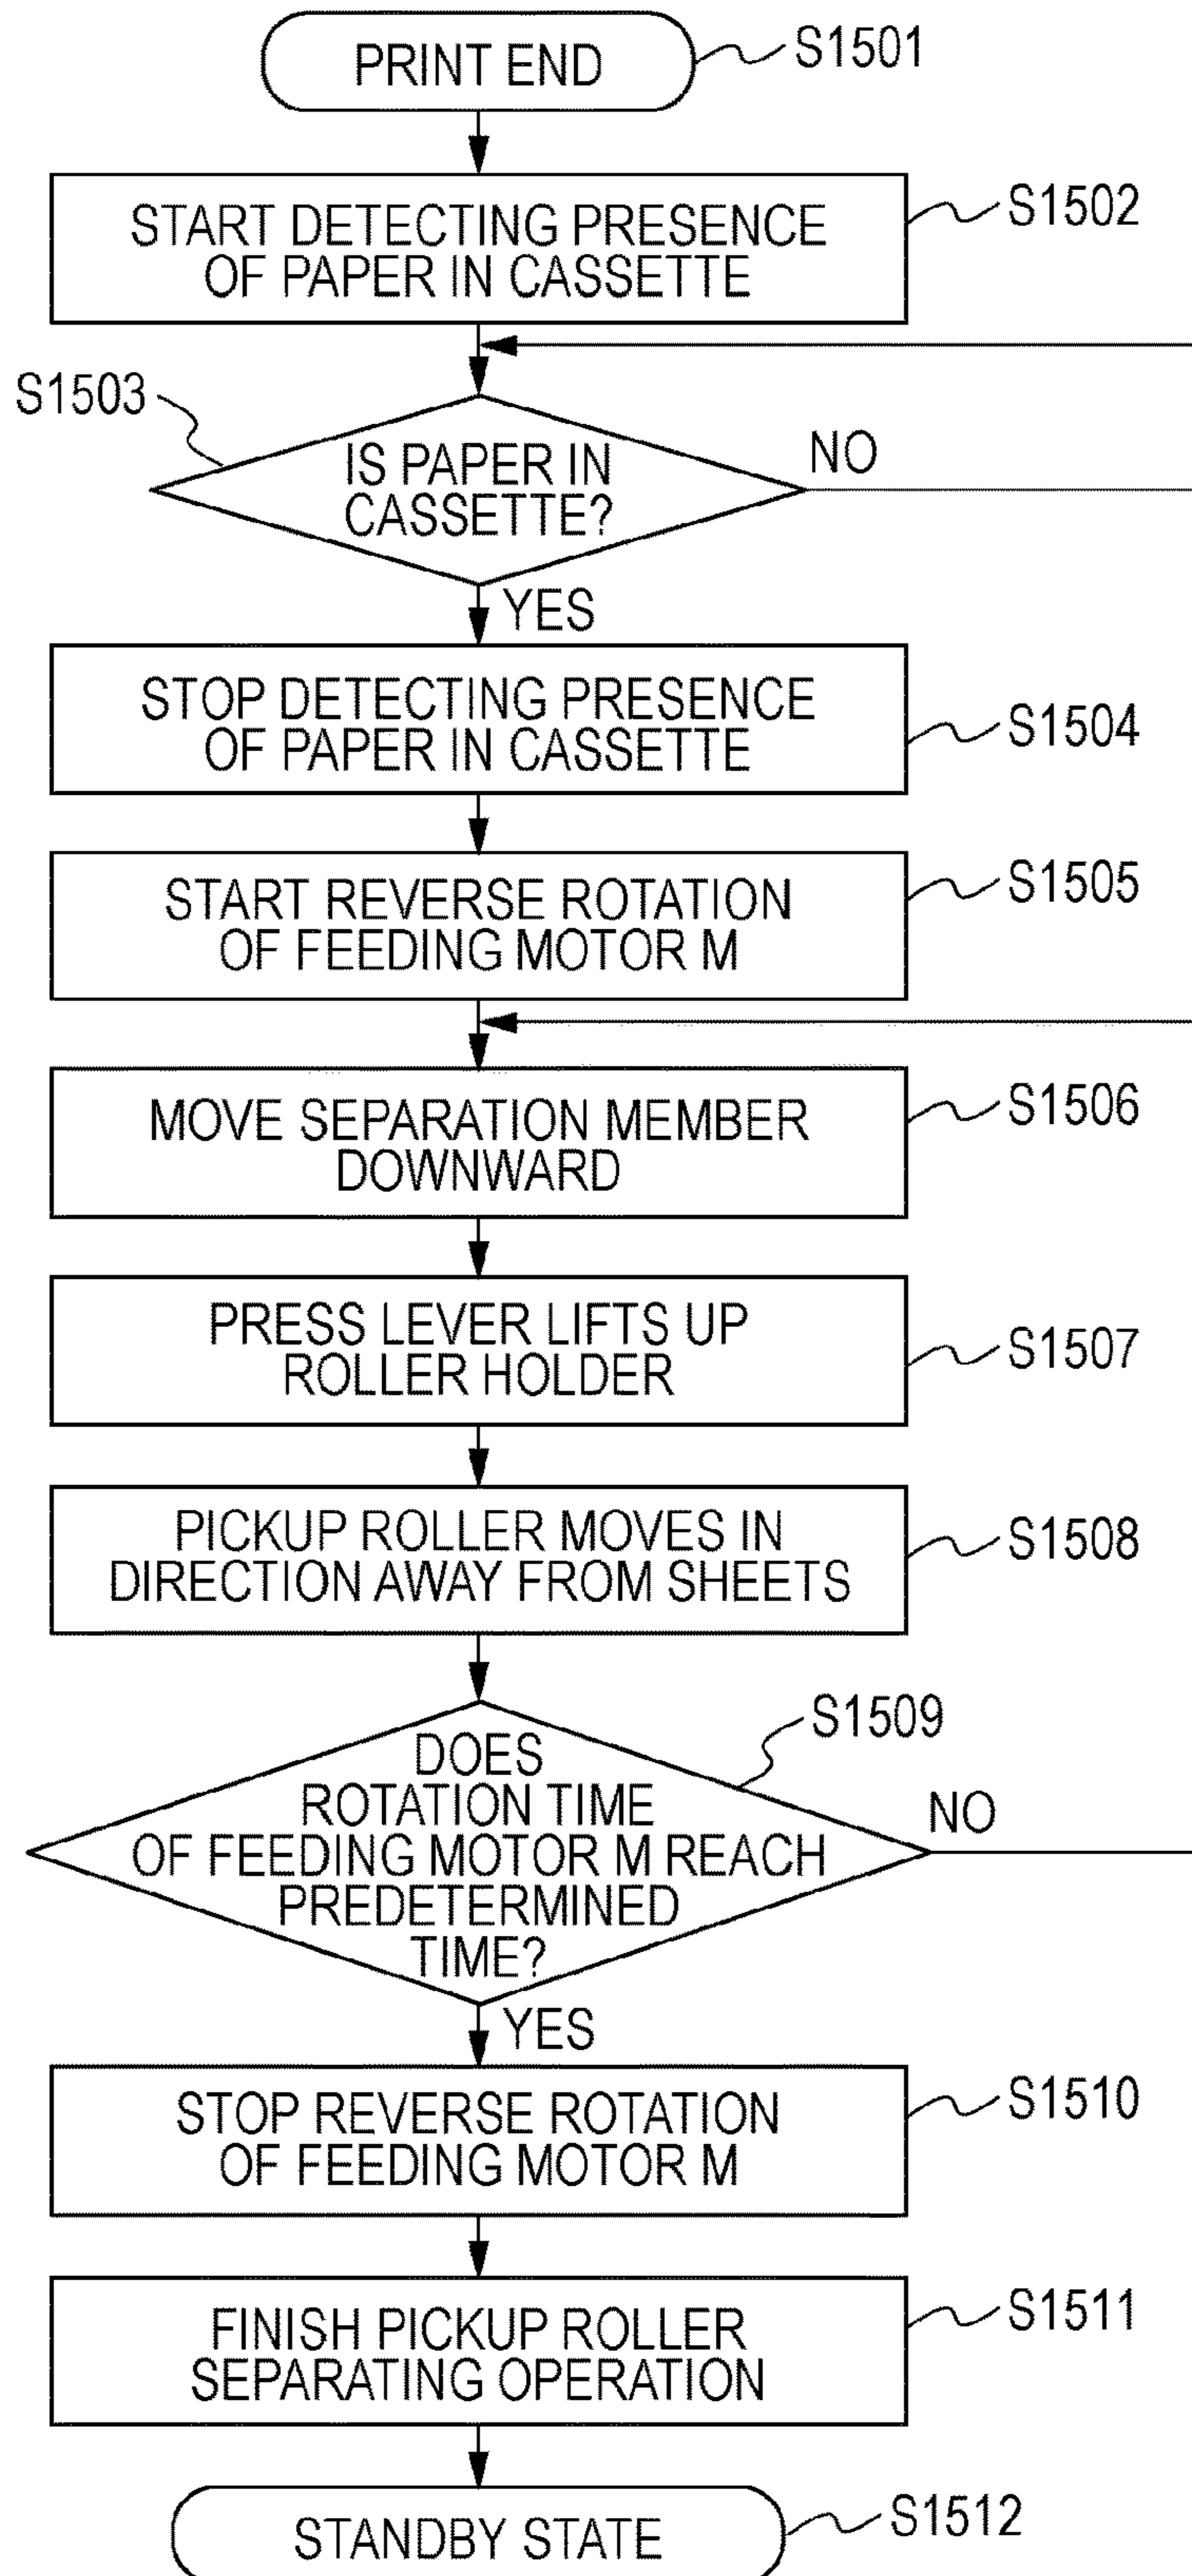 PRINT END
S1501
START DETECTING PRESENCE
OF PAPER IN CASSETTE
S1502
S1503
IS PAPER IN
CASSETTE?
NO
YES
STOP DETECTING PRESENCE
OF PAPER IN CASSETTE
S1504
START REVERSE ROTATION
OF FEEDING MOTOR M
S1505
MOVE SEPARATION MEMBER
DOWNWARD
S1506
PRESS LEVER LIFTS UP
ROLLER HOLDER
S1507
PICKUP ROLLER MOVES IN
DIRECTION AWAY FROM SHEETS
S1508
S1509
DOES
ROTATION TIME
OF FEEDING MOTOR M REACH
PREDETERMINED
TIME?
NO
YES
STOP REVERSE ROTATION
OF FEEDING MOTOR M
S1510
FINISH PICKUP ROLLER
SEPARATING OPERATION
S1511
STANDBY STATE
S1512